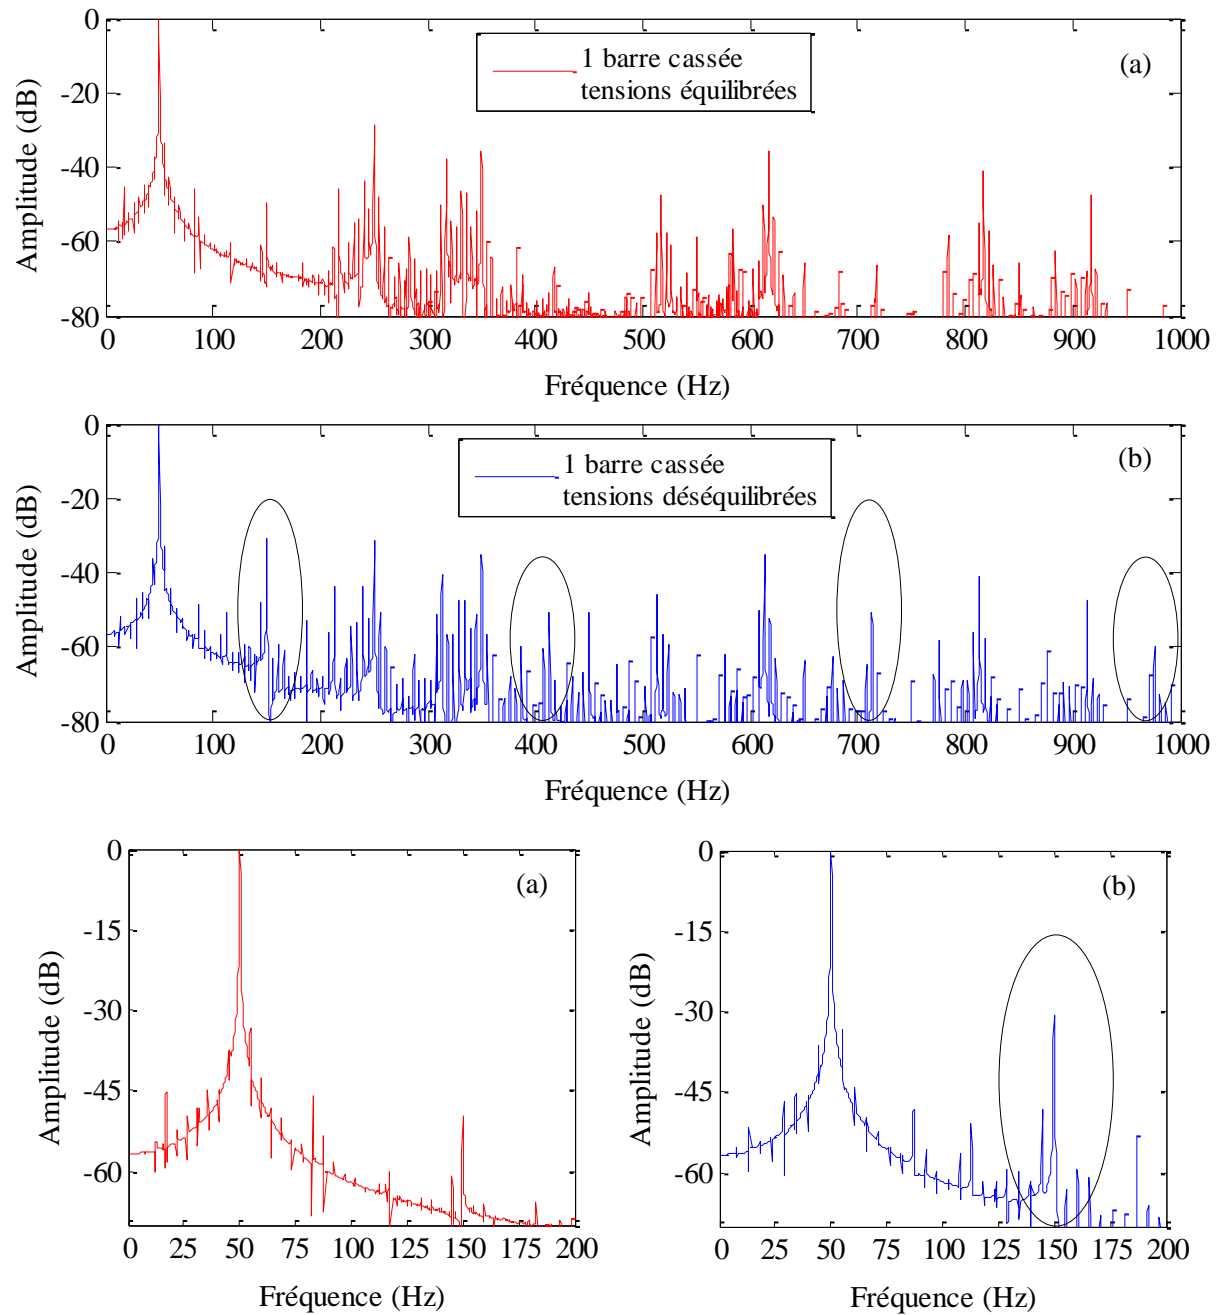 0
-20
-40
-60
-80
Amplitude (dB)
1 barre cassée
tensions équilibrées
(a)
0 100 200 300 400 500 600 700 800 900 1000
Fréquence (Hz)
0
-20
-40
-60
-80
Amplitude (dB)
1 barre cassée
tensions déséquilibrées
(b)
0 100 200 300 400 500 600 700 800 900 1000
Fréquence (Hz)
0
-15
-30
-45
-60
Amplitude (dB)
(a)
0 25 50 75 100 125 150 175 200
Fréquence (Hz)
0
-15
-30
-45
-60
Amplitude (dB)
(b)
0 25 50 75 100 125 150 175 200
Fréquence (Hz)